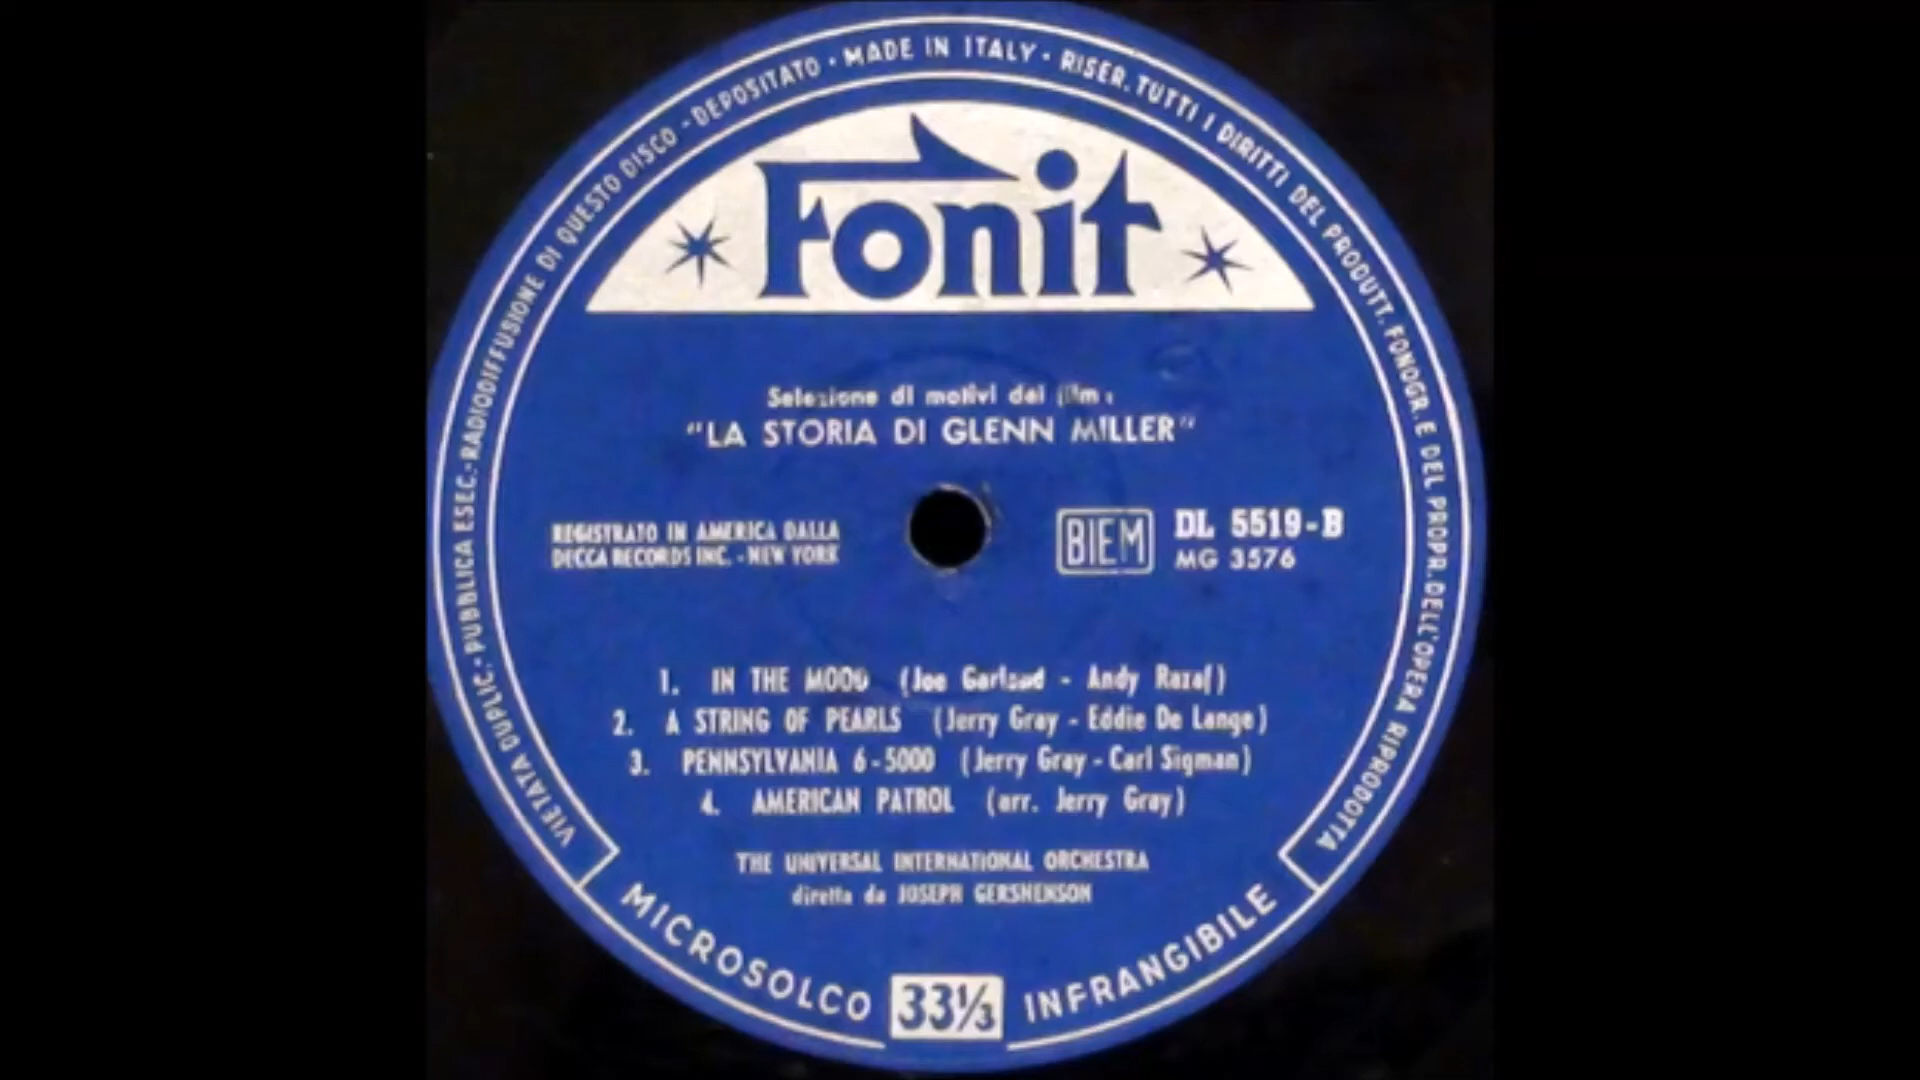 VIETATA DUPLIC.-PUBBLICA ESEC.-RADIODIFFUSIONE DI QUESTO DISCO - DEPOSITATO · MADE IN ITALY · RISER. TUTTI I DIRITTI DEL PRODUTT. FONOGR. E DEL PROPR. DELL'OPERA RIPRODOTTA
Fonit
Selezione di motivi del film:
"LA STORIA DI GLENN MILLER"
REGISTRATO IN AMERICA DALLA
DECCA RECORDS INC. - NEW YORK
BIEM
DL 5519-B
MG 3576
1. IN THE MOOD (Joe Garland - Andy Razaf)
2. A STRING OF PEARLS (Jerry Gray - Eddie De Lange)
3. PENNSYLVANIA 6-5000 (Jerry Gray - Carl Sigman)
4. AMERICAN PATROL (arr. Jerry Gray)
THE UNIVERSAL INTERNATIONAL ORCHESTRA
diretta da JOSEPH GERSHENSON
MICROSOLCO 33⅓ INFRANGIBILE